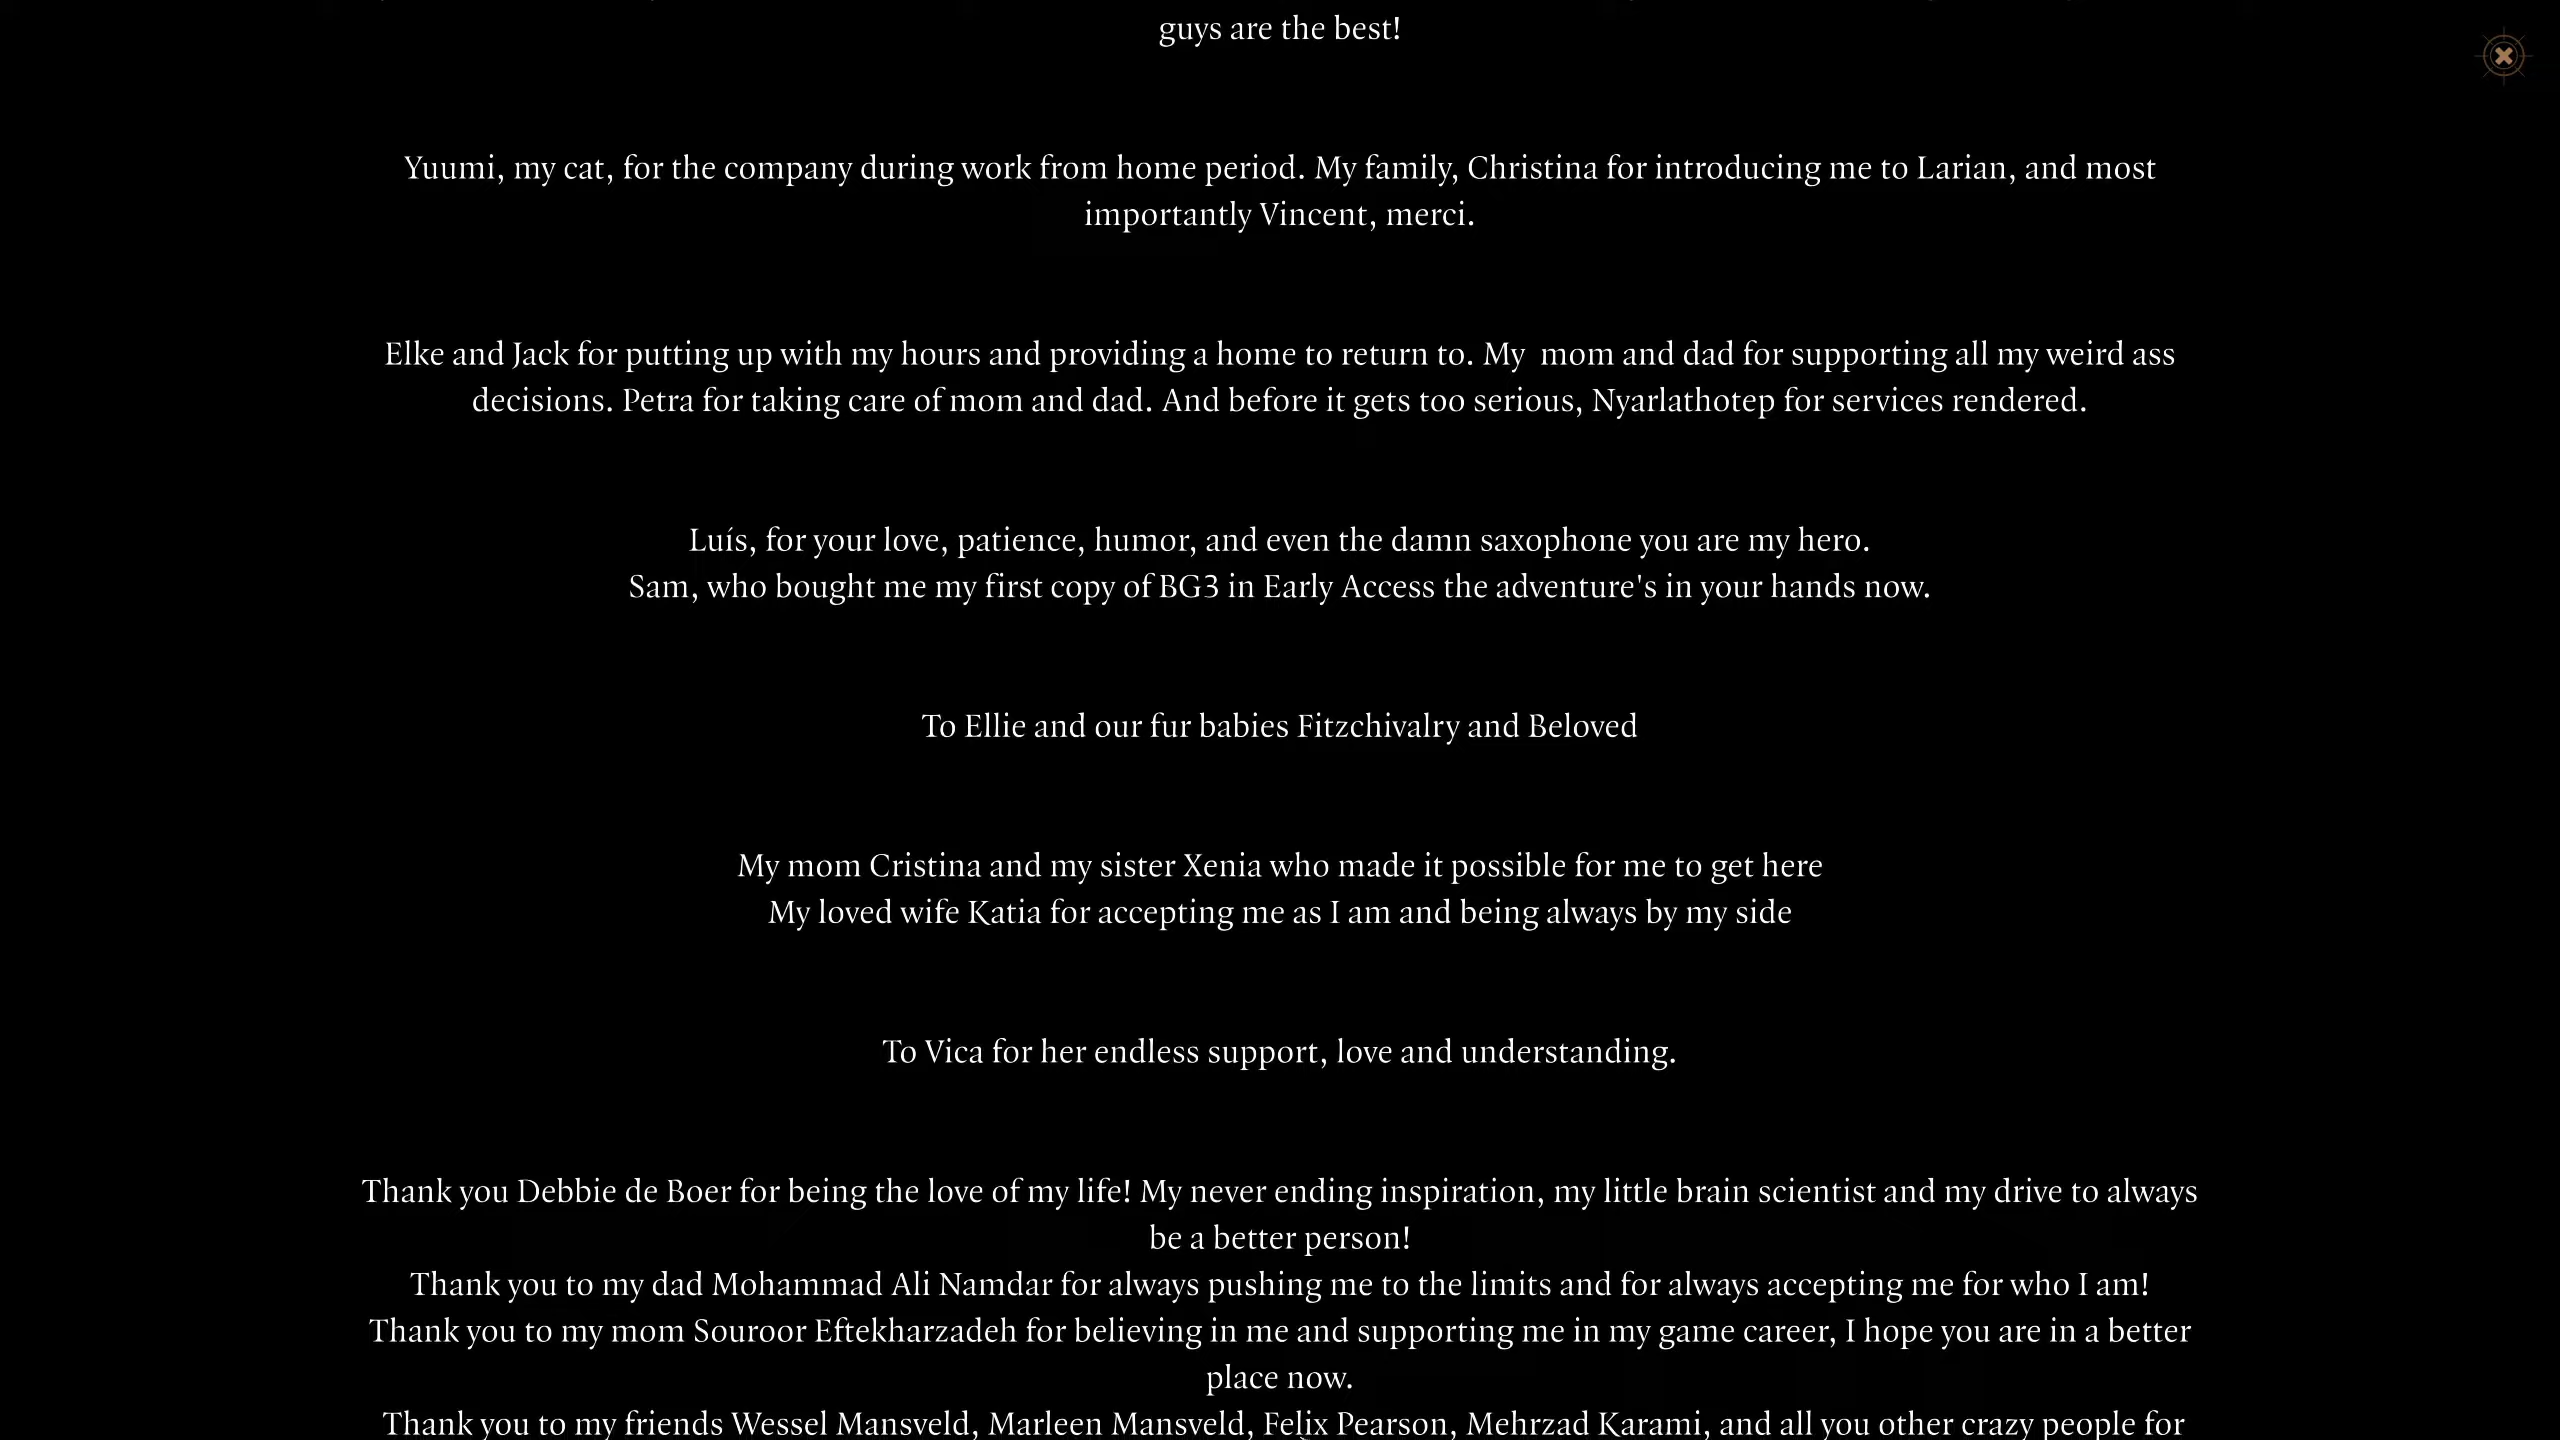 guys are the best!
Yuumi, my cat, for the company during work from home period. My family, Christina for introducing me to Larian, and most
importantly Vincent, merci.
Elke and Jack for putting up with my hours and providing a home to return to. My  mom and dad for supporting all my weird ass
decisions. Petra for taking care of mom and dad. And before it gets too serious, Nyarlathotep for services rendered.
Luís, for your love, patience, humor, and even the damn saxophone you are my hero.
Sam, who bought me my first copy of BG3 in Early Access the adventure's in your hands now.
To Ellie and our fur babies Fitzchivalry and Beloved
My mom Cristina and my sister Xenia who made it possible for me to get here
My loved wife Katia for accepting me as I am and being always by my side
To Vica for her endless support, love and understanding.
Thank you Debbie de Boer for being the love of my life! My never ending inspiration, my little brain scientist and my drive to always
be a better person!
Thank you to my dad Mohammad Ali Namdar for always pushing me to the limits and for always accepting me for who I am!
Thank you to my mom Souroor Eftekharzadeh for believing in me and supporting me in my game career, I hope you are in a better
place now.
Thank you to my friends Wessel Mansveld, Marleen Mansveld, Felix Pearson, Mehrzad Karami, and all you other crazy people for